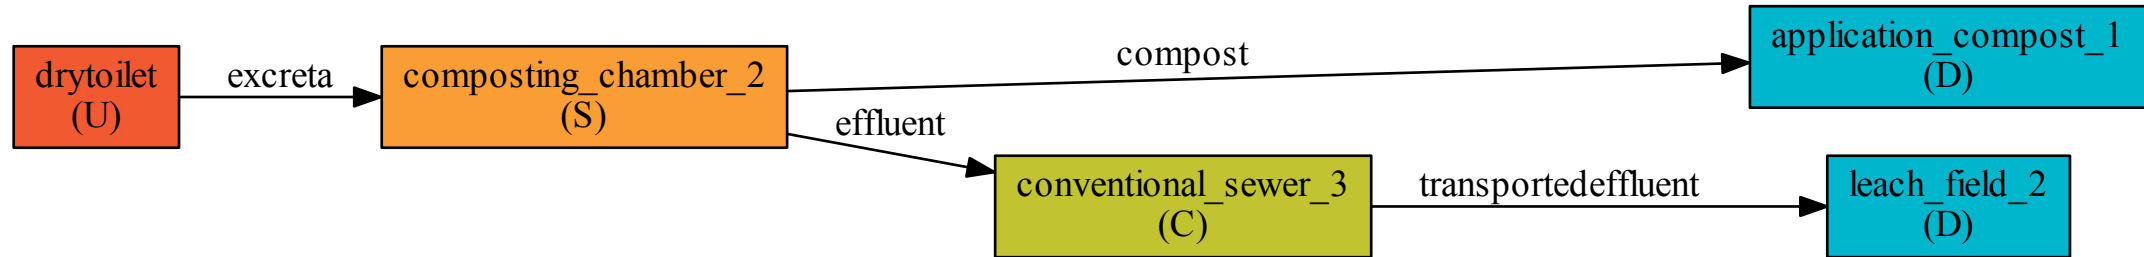 drytoilet
(U)
excreta
composting_chamber_2
(S)
compost
effluent
application_compost_1
(D)
conventional_sewer_3
(C)
transportedeffluent
leach_field_2
(D)